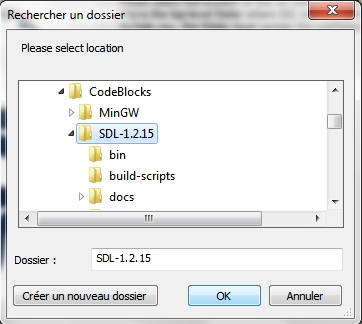 Rechercher un dossier
Please select location
CodeBlocks
MinGW
SDL-1.2.15
bin
build-scripts
docs
Dossier :
SDL-1.2.15
Créer un nouveau dossier
OK
Annuler